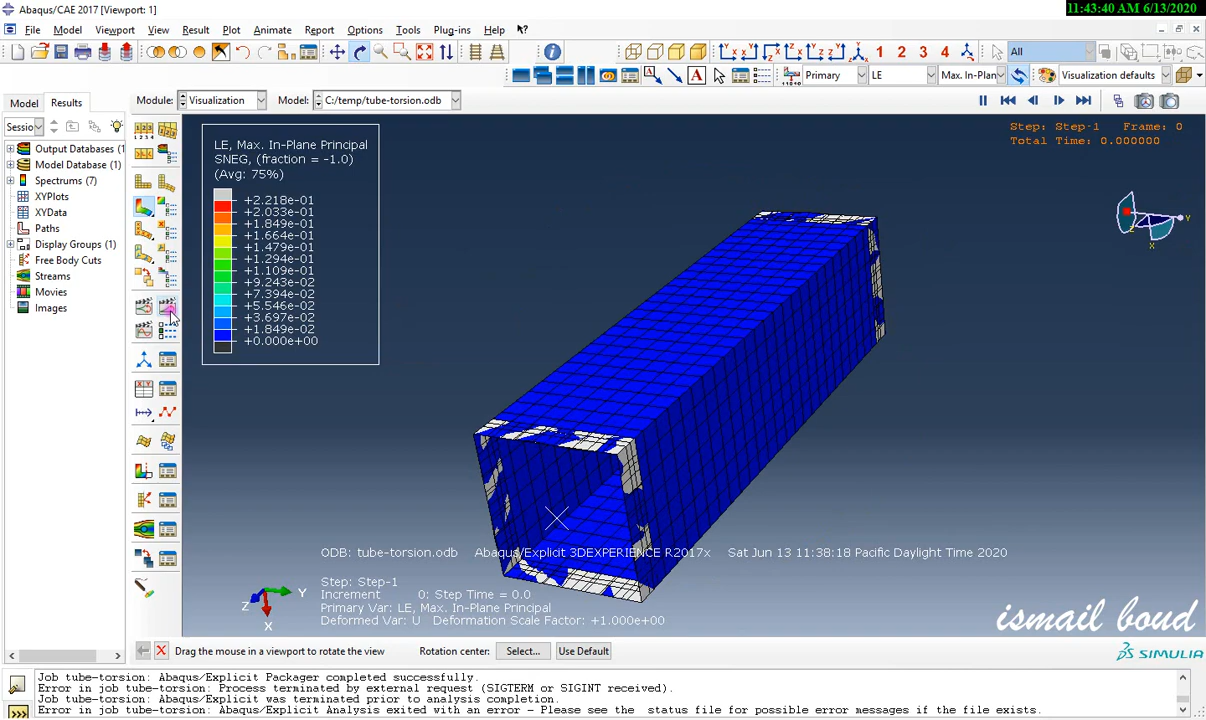 Abaqus/CAE 2017 [Viewport: 1]
11:43:40 AM 6/13/2020
File Model Viewport View Result Plot Animate Report Options Tools Plug-ins Help
All
1 2 3 4
Primary LE Max. In-Plan Visualization defaults
Model Results Module: Visualization Model: C:/temp/tube-torsion.odb
Sessio
Output Databases (1)
Model Database (1)
Spectrums (7)
XYPlots
XYData
Paths
Display Groups (1)
Free Body Cuts
Streams
Movies
Images
LE, Max. In-Plane Principal
SNEG, (fraction = -1.0)
(Avg: 75%)
+2.218e-01
+2.033e-01
+1.849e-01
+1.664e-01
+1.479e-01
+1.294e-01
+1.109e-01
+9.243e-02
+7.394e-02
+5.546e-02
+3.697e-02
+1.849e-02
+0.000e+00
Step: Step-1 Frame: 0
Total Time: 0.000000
Y
Z
X
ODB: tube-torsion.odb Abaqus/Explicit 3DEXPERIENCE R2017x Sat Jun 13 11:38:18 Pacific Daylight Time 2020
Step: Step-1
Increment 0: Step Time = 0.0
Primary Var: LE, Max. In-Plane Principal
Deformed Var: U Deformation Scale Factor: +1.000e+00
Z Y
X
ismail boud
Drag the mouse in a viewport to rotate the view Rotation center: Select... Use Default
SIMULIA
Job tube-torsion: Abaqus/Explicit Packager completed successfully.
Error in job tube-torsion: Process terminated by external request (SIGTERM or SIGINT received).
Job tube-torsion: Abaqus/Explicit was terminated prior to analysis completion.
Error in job tube-torsion: Abaqus/Explicit Analysis exited with an error - Please see the status file for possible error messages if the file exists.